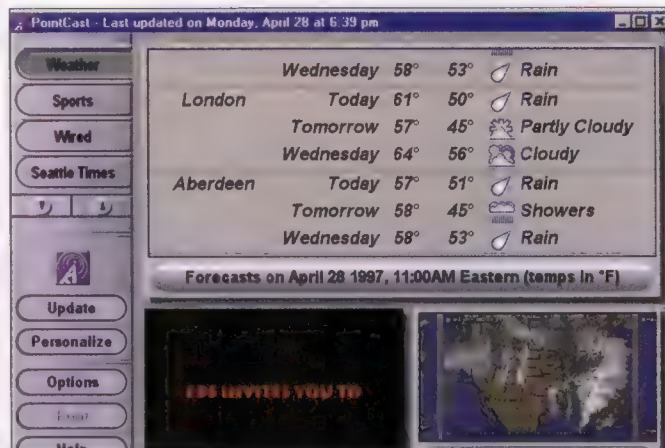 PointCast - Last updated on Monday, April 28 at 6:39 pm
Weather
Sports
Wired
Seattle Times
Update
Personalize
Options
Help
Wednesday 58° 53° Rain
London Today 61° 50° Rain
Tomorrow 57° 45° Partly Cloudy
Wednesday 64° 56° Cloudy
Aberdeen Today 57° 51° Rain
Tomorrow 58° 45° Showers
Wednesday 58° 53° Rain
Forecasts on April 28 1997, 11:00AM Eastern (temps in °F)
INVITE YOU TO